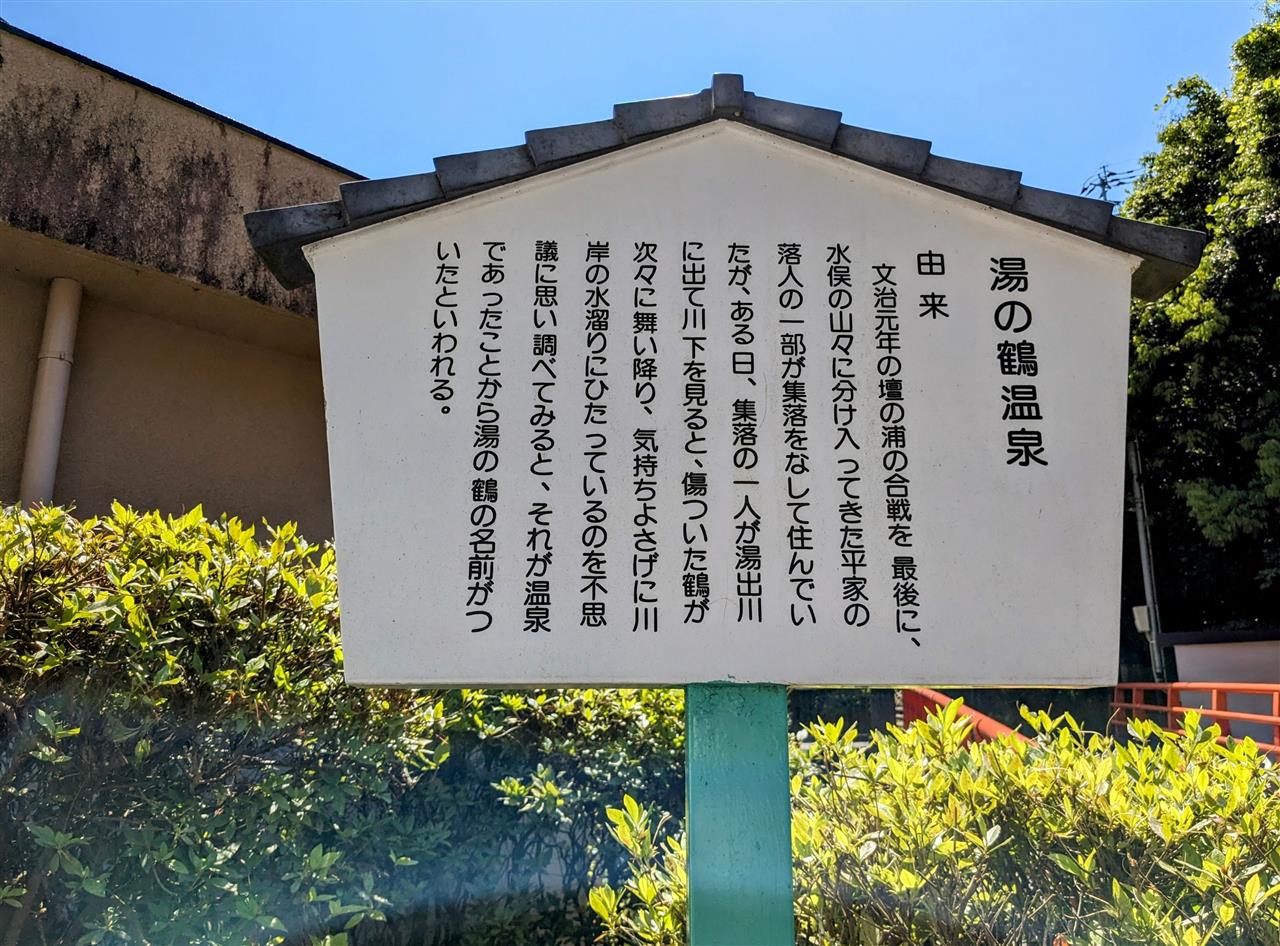 湯の鶴温泉
由来
文治元年の壇の浦の合戦を最後に、
水俣の山々に分け入ってきた平家の
落人の一部が集落をなして住んでい
たが、ある日、集落の一人が湯出川
に出て川下を見ると、傷ついた鶴が
次々に舞い降り、気持ちよさげに川
岸の水溜りにひたっているのを不思
議に思い調べてみると、それが温泉
であったことから湯の鶴の名前がつ
いたといわれる。